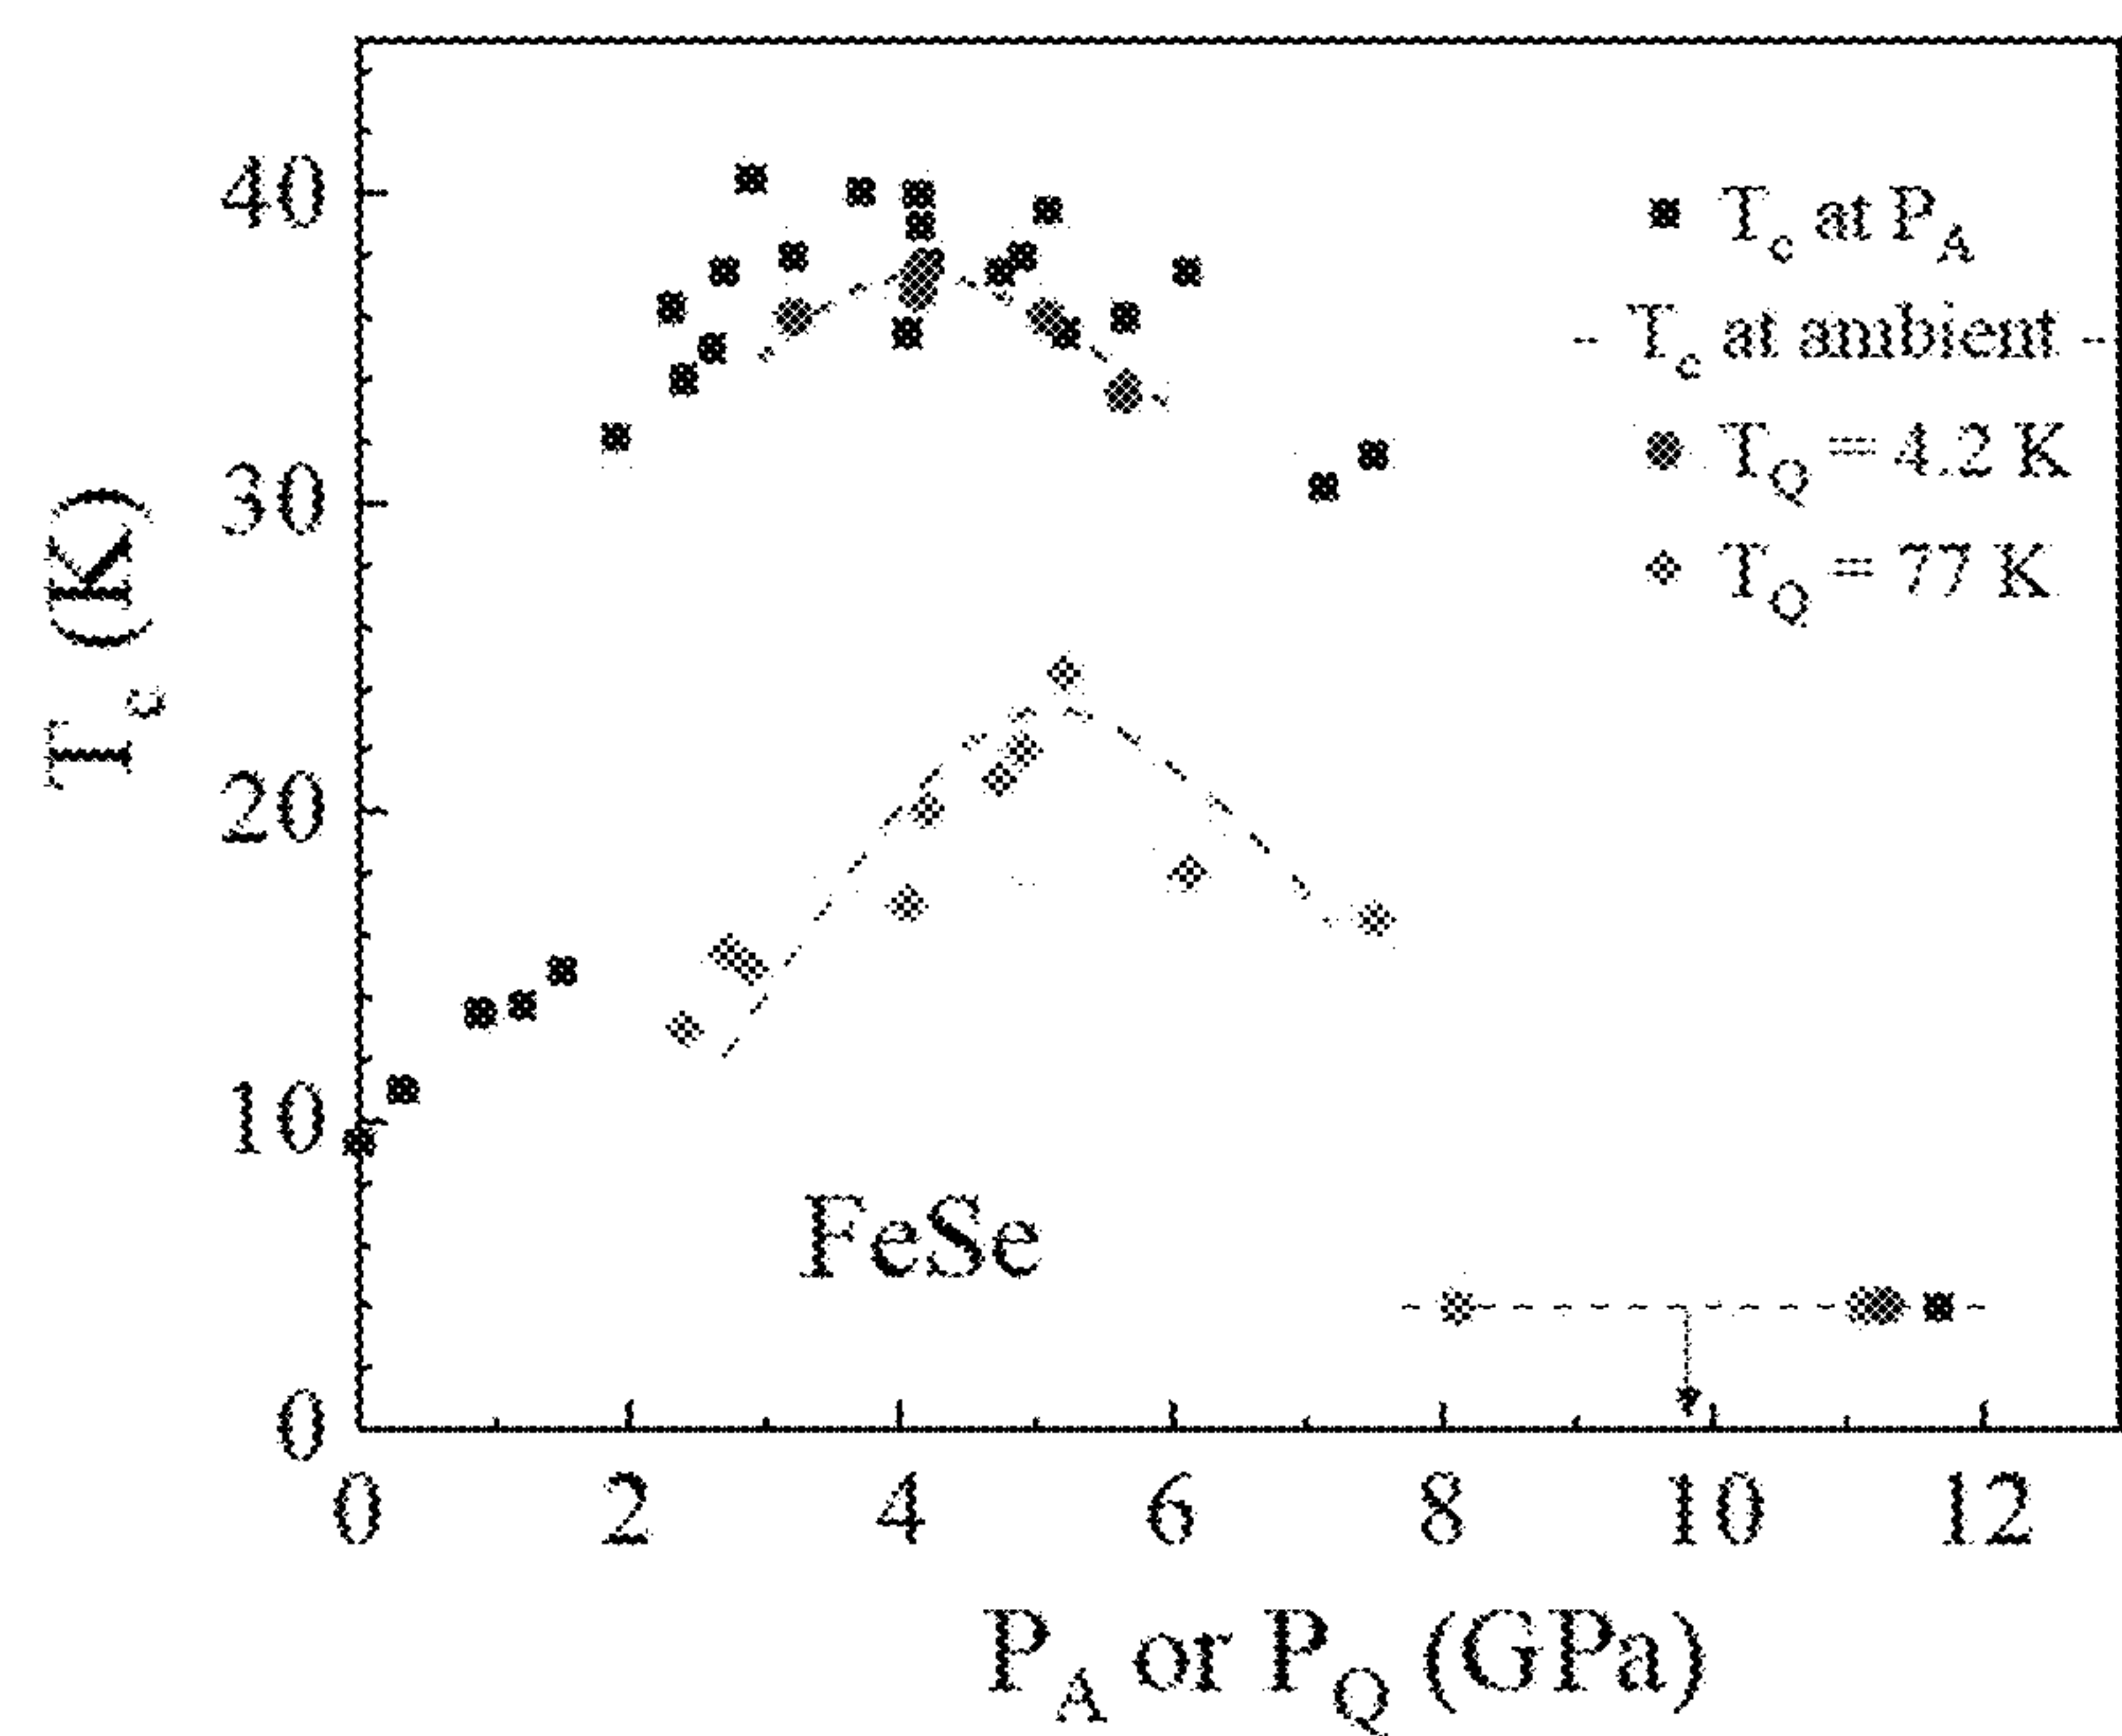 40
30
20
10
0
T_c (K)
T_c at P_A
-- T_c at ambient --
T_Q = 4.2 K
T_Q = 77 K
FeSe
0 2 4 6 8 10 12
P_A or P_Q (GPa)